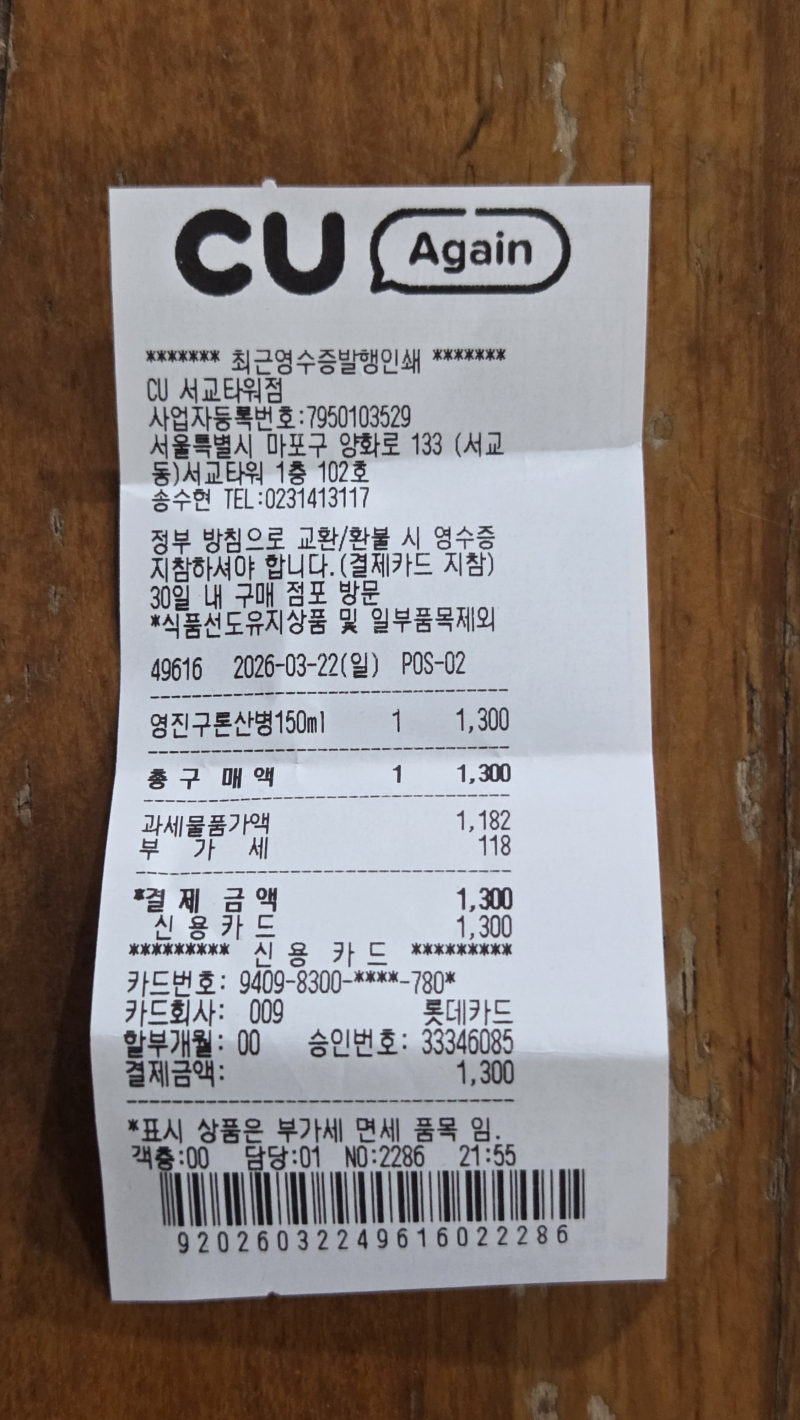 CU Again
******* 최근영수증발행인쇄 *******
CU 서교타워점
사업자등록번호:7950103529
서울특별시 마포구 양화로 133 (서교
동)서교타워 1층 102호
송수현 TEL:0231413117
정부 방침으로 교환/환불 시 영수증
지참하셔야 합니다.(결제카드 지참)
30일 내 구매 점포 방문
*식품선도유지상품 및 일부품목제외
49616 2026-03-22(일) POS-02
영진구론산병150ml 1 1,300
총 구 매 액 1 1,300
과세물품가액 1,182
부 가 세 118
*결 제 금 액 1,300
신 용 카 드 1,300
********* 신 용 카 드 *********
카드번호: 9409-8300-****-780*
카드회사: 009 롯데카드
할부개월: 00 승인번호: 33346085
결제금액: 1,300
*표시 상품은 부가세 면세 품목 임.
객층:00 담당:01 NO:2286 21:55
92026032249616022286